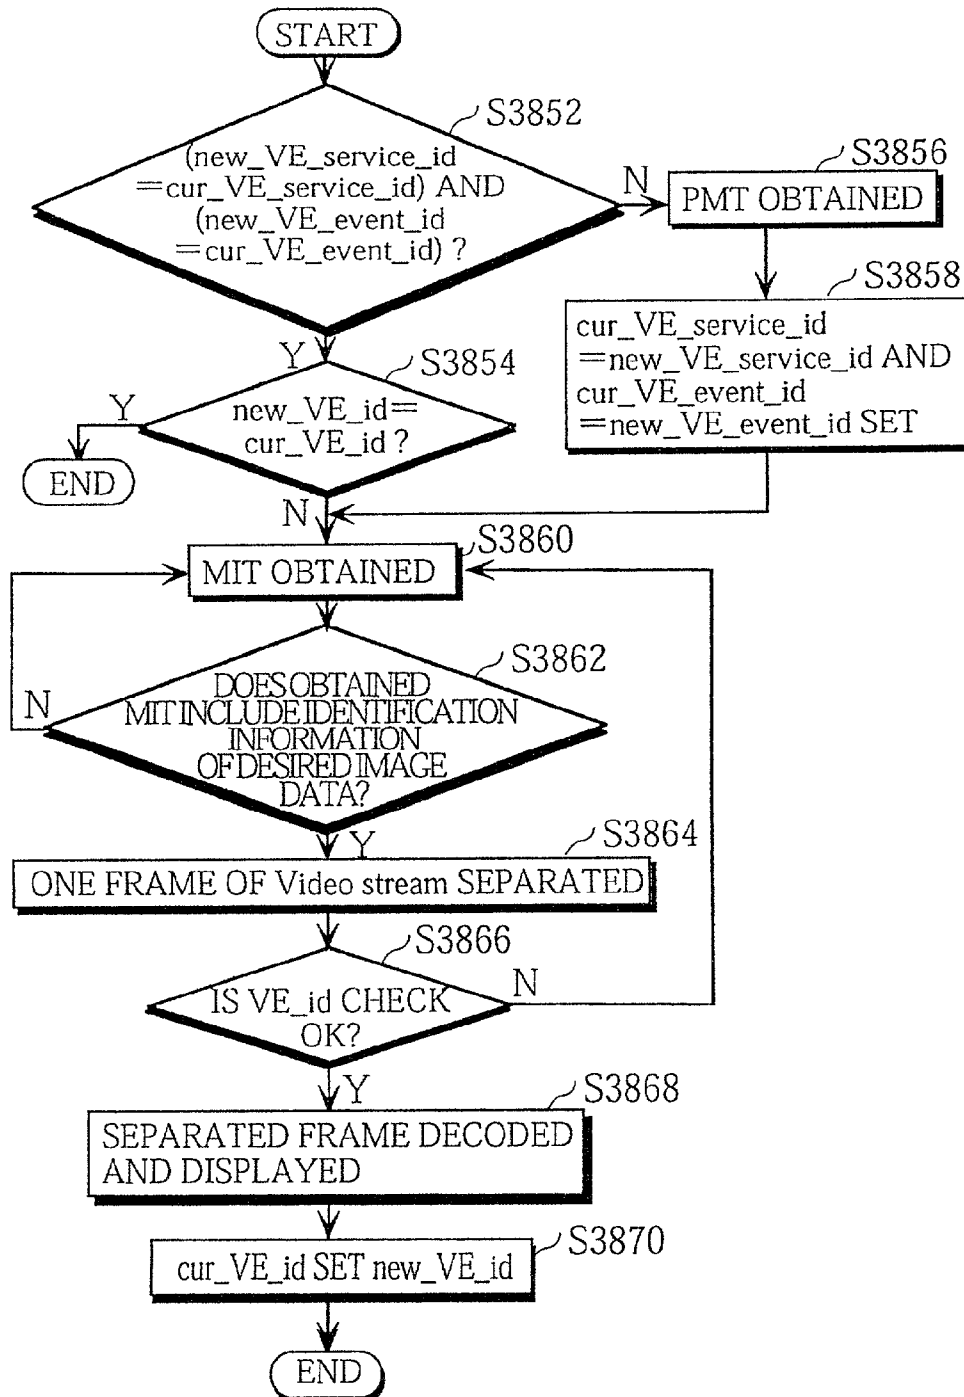 START
S3852
(new_VE_service_id
=cur_VE_service_id) AND
(new_VE_event_id
=cur_VE_event_id) ?
N
S3856
PMT OBTAINED
S3858
cur_VE_service_id
=new_VE_service_id AND
cur_VE_event_id
=new_VE_event_id SET
Y
S3854
new_VE_id=
cur_VE_id ?
Y
END
N
S3860
MIT OBTAINED
S3862
DOES OBTAINED
MIT INCLUDE IDENTIFICATION
INFORMATION
OF DESIRED IMAGE
DATA?
N
Y
S3864
ONE FRAME OF Video stream SEPARATED
S3866
IS VE_id CHECK
OK?
N
Y
S3868
SEPARATED FRAME DECODED
AND DISPLAYED
S3870
cur_VE_id SET new_VE_id
END